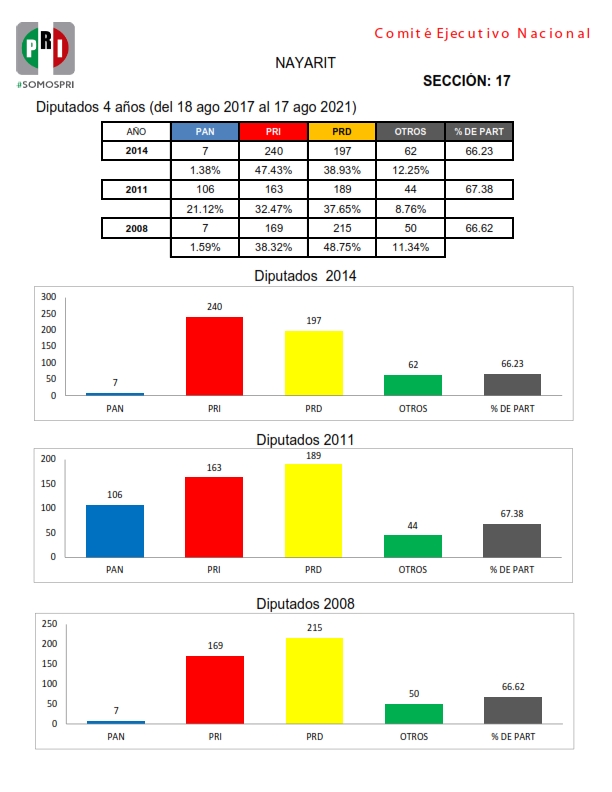 Comité Ejecutivo Nacional
PRI
#SOMOSPRI
NAYARIT
SECCIÓN: 17
Diputados 4 años (del 18 ago 2017 al 17 ago 2021)
AÑO PAN PRI PRD OTROS % DE PART
2014 7 240 197 62 66.23
1.38% 47.43% 38.93% 12.25%
2011 106 163 189 44 67.38
21.12% 32.47% 37.65% 8.76%
2008 7 169 215 50 66.62
1.59% 38.32% 48.75% 11.34%
Diputados 2014
300
250
200
150
100
50
0
7 240 197 62 66.23
PAN PRI PRD OTROS % DE PART
Diputados 2011
200
150
100
50
0
106 163 189 44 67.38
PAN PRI PRD OTROS % DE PART
Diputados 2008
250
200
150
100
50
0
7 169 215 50 66.62
PAN PRI PRD OTROS % DE PART